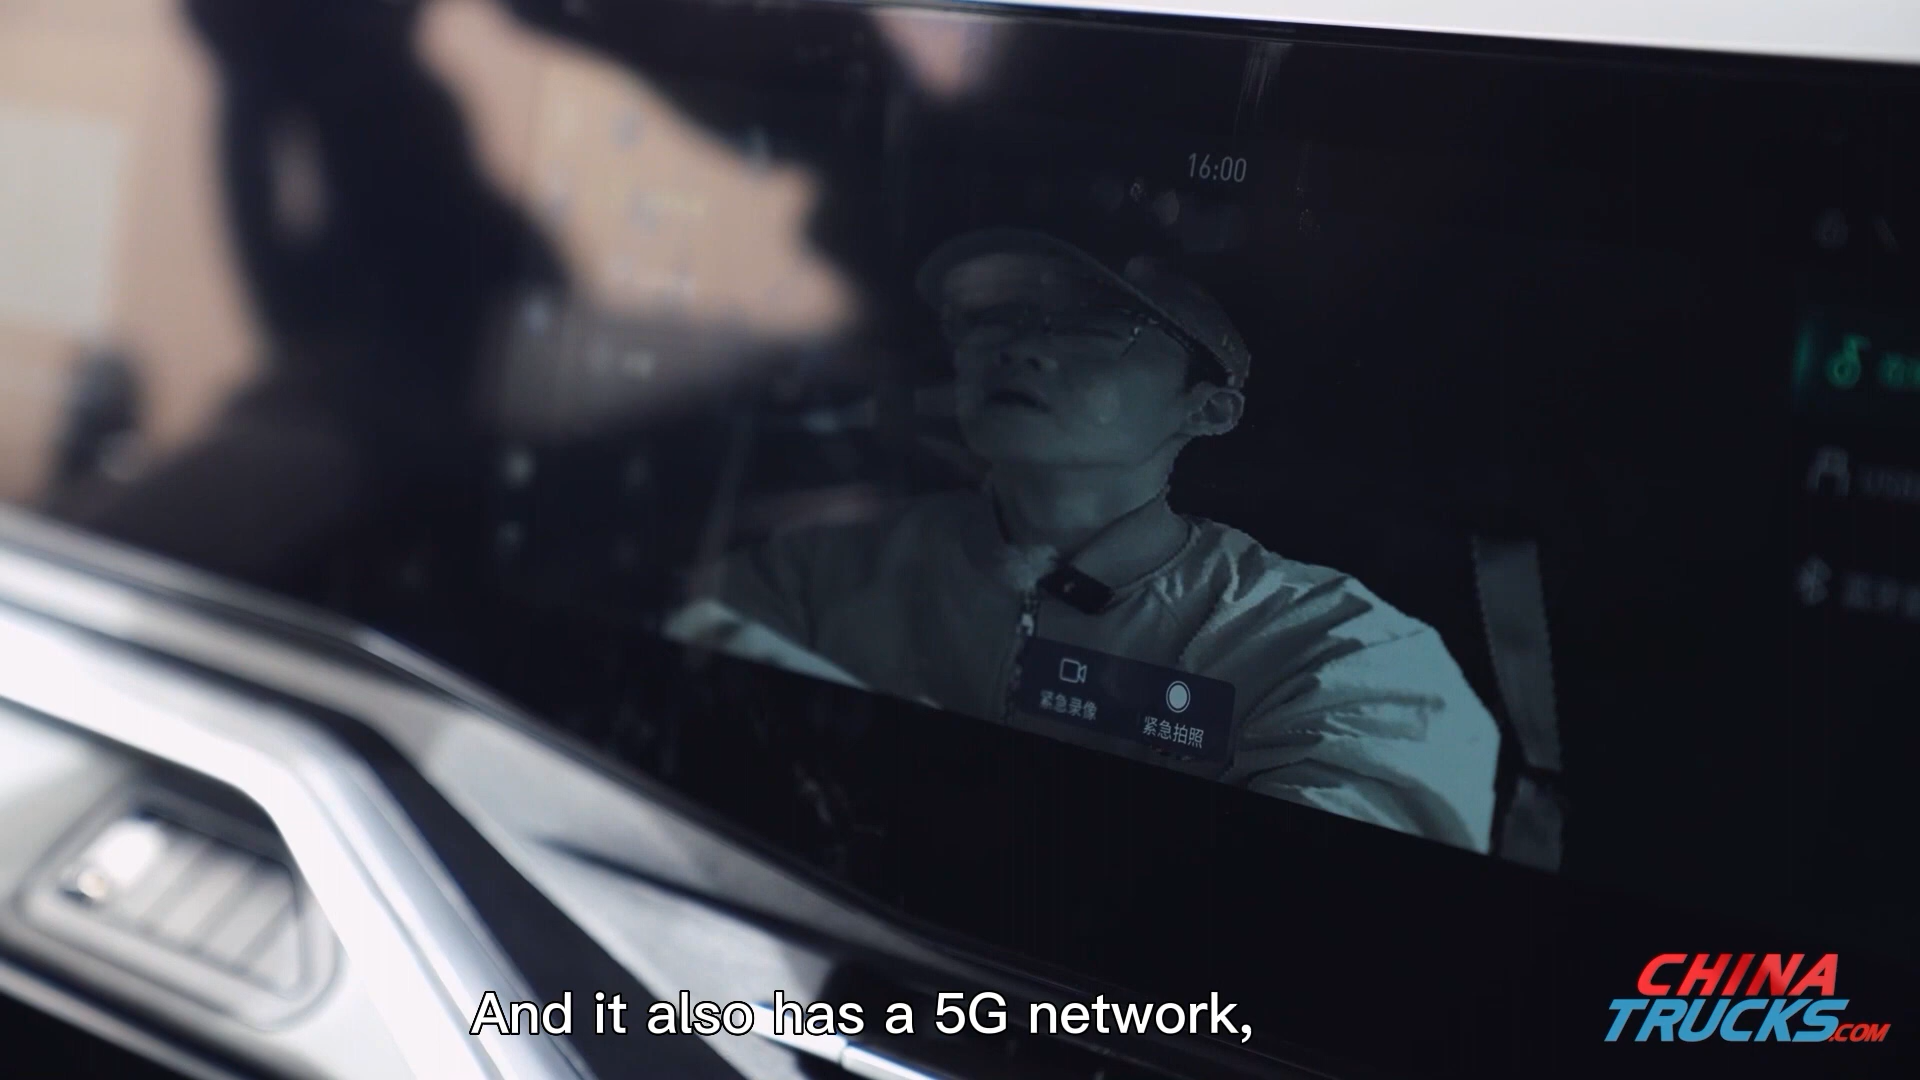 16:00
紧急录像
紧急拍照
And it also has a 5G network,
CHINA
TRUCKS.COM